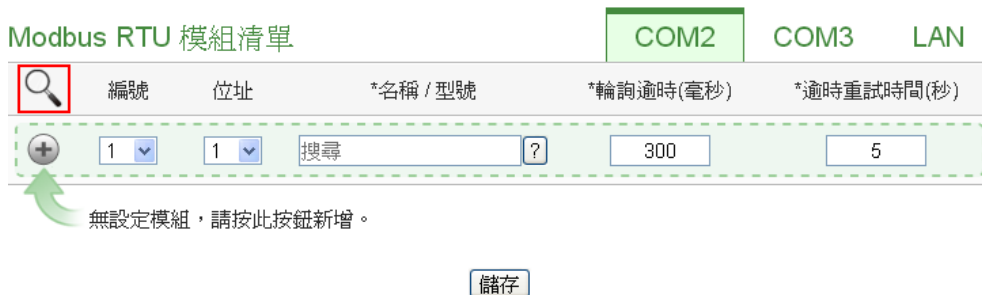 Modbus RTU 模組清單 COM2 COM3 LAN
編號 位址 *名稱 / 型號 *輪詢逾時(毫秒) *逾時重試時間(秒)
1 1 搜尋 ? 300 5
無設定模組，請按此按鈕新增。
儲存